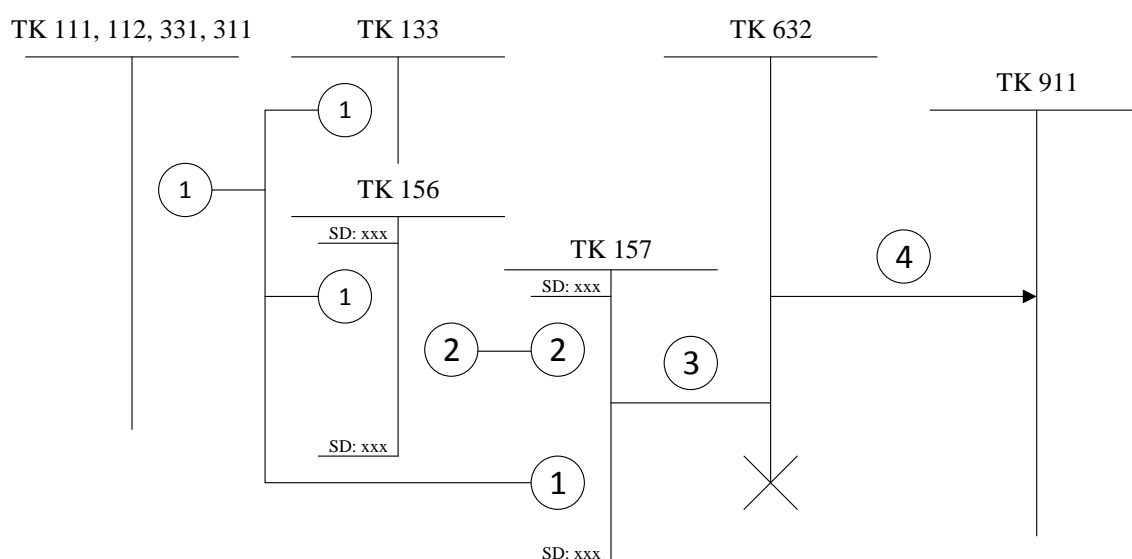 TK 111, 112, 331, 311
TK 133
TK 632
TK 911
1
1
TK 156
SD: xxx
TK 157
4
SD: xxx
1
2
2
3
SD: xxx
1
SD: xxx